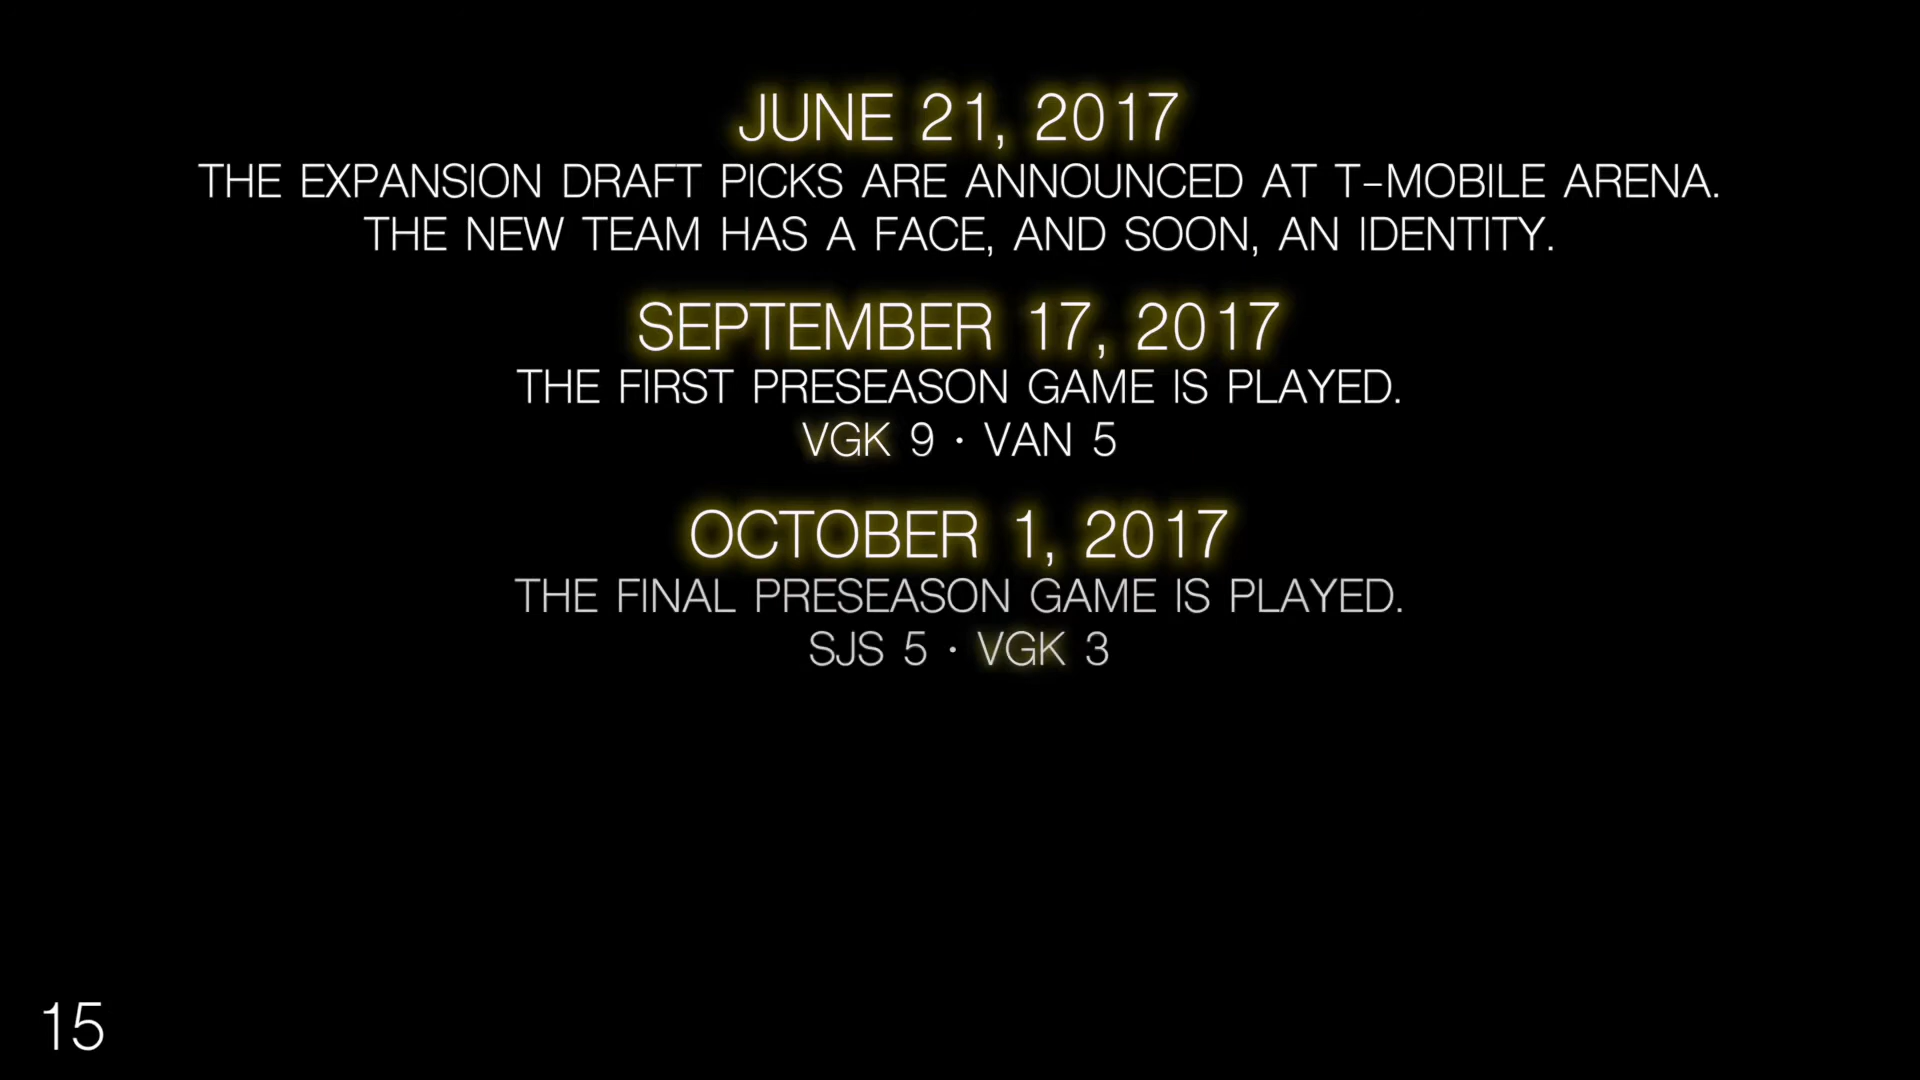 JUNE 21, 2017
THE EXPANSION DRAFT PICKS ARE ANNOUNCED AT T-MOBILE ARENA.
THE NEW TEAM HAS A FACE, AND SOON, AN IDENTITY.
SEPTEMBER 17, 2017
THE FIRST PRESEASON GAME IS PLAYED.
VGK 9 · VAN 5
OCTOBER 1, 2017
THE FINAL PRESEASON GAME IS PLAYED.
SJS 5 · VGK 3
15